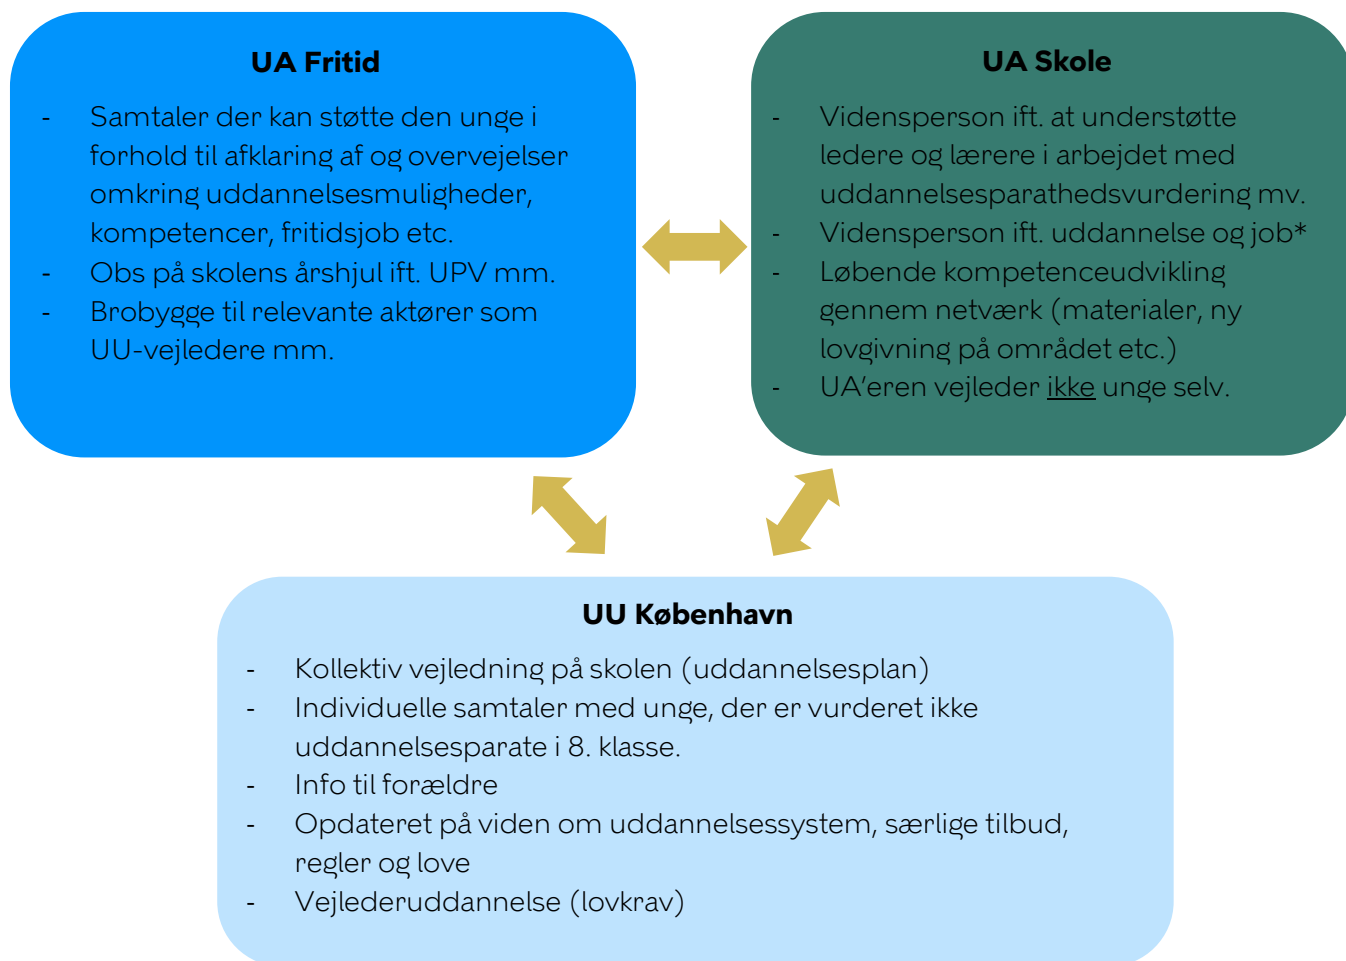 UA Fritid
- Samtaler der kan støtte den unge i
forhold til afklaring af og overvejelser
omkring uddannelsesmuligheder,
kompetencer, fritidsjob etc.
- Obs på skolens årshjul ift. UPV mm.
- Brobygge til relevante aktører som
UU-vejledere mm.
UA Skole
- Vidensperson ift. at understøtte
ledere og lærere i arbejdet med
uddannelsesparathedsvurdering mv.
- Vidensperson ift. uddannelse og job*
- Løbende kompetenceudvikling
gennem netværk (materialer, ny
lovgivning på området etc.)
- UA’eren vejleder ikke unge selv.
UU København
- Kollektiv vejledning på skolen (uddannelsesplan)
- Individuelle samtaler med unge, der er vurderet ikke
uddannelsesparate i 8. klasse.
- Info til forældre
- Opdateret på viden om uddannelsessystem, særlige tilbud,
regler og love
- Vejlederuddannelse (lovkrav)